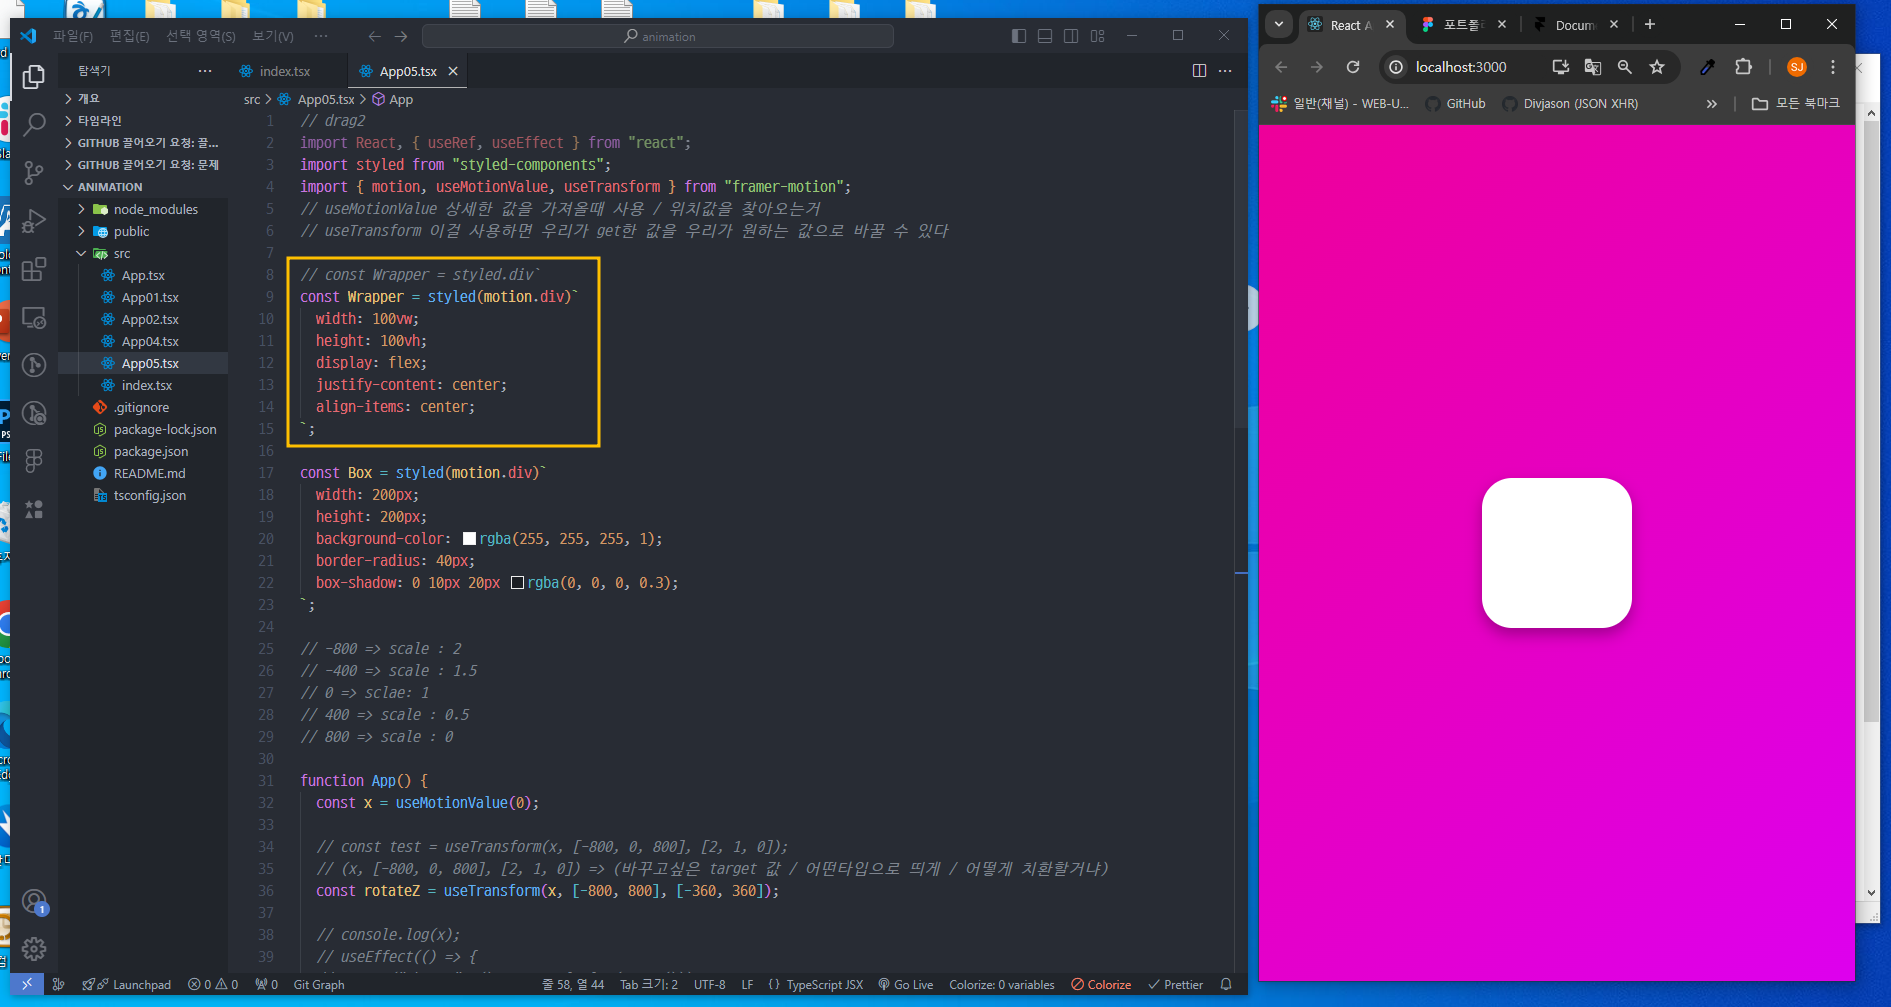 파일(F) 편집(E) 선택 영역(S) 보기(V) ··· animation
탐색기 ···
개요
타임라인
GITHUB 끌어오기 요청: 끌...
GITHUB 끌어오기 요청: 문제
ANIMATION
node_modules
public
src
App.tsx
App01.tsx
App02.tsx
App04.tsx
App05.tsx
index.tsx
.gitignore
package-lock.json
package.json
README.md
tsconfig.json
index.tsx App05.tsx
src > App05.tsx > App
1 // drag2
2 import React, { useRef, useEffect } from "react";
3 import styled from "styled-components";
4 import { motion, useMotionValue, useTransform } from "framer-motion";
5 // useMotionValue 상세한 값을 가져올때 사용 / 위치값을 찾아오는거
6 // useTransform 이걸 사용하면 우리가 get한 값을 우리가 원하는 값으로 바꿀 수 있다
7
8 // const Wrapper = styled.div`
9 const Wrapper = styled(motion.div)`
10 width: 100vw;
11 height: 100vh;
12 display: flex;
13 justify-content: center;
14 align-items: center;
15 `;
16
17 const Box = styled(motion.div)`
18 width: 200px;
19 height: 200px;
20 background-color: rgba(255, 255, 255, 1);
21 border-radius: 40px;
22 box-shadow: 0 10px 20px rgba(0, 0, 0, 0.3);
23 `;
24
25 // -800 => scale : 2
26 // -400 => scale : 1.5
27 // 0 => sclae: 1
28 // 400 => scale : 0.5
29 // 800 => scale : 0
30
31 function App() {
32 const x = useMotionValue(0);
33
34 // const test = useTransform(x, [-800, 0, 800], [2, 1, 0]);
35 // (x, [-800, 0, 800], [2, 1, 0]) => (바꾸고싶은 target 값 / 어떤타입으로 띄게 / 어떻게 치환할거냐)
36 const rotateZ = useTransform(x, [-800, 800], [-360, 360]);
37
38 // console.log(x);
39 // useEffect(() => {
1
Launchpad 0 0 0 Git Graph 줄 58, 열 44 Tab 크기: 2 UTF-8 LF {} TypeScript JSX Go Live Colorize: 0 variables Colorize Prettier
React A 포트폴 Docum
localhost:3000 SJ
일반(채널) - WEB-U... GitHub Divjason (JSON XHR) » 모든 북마크